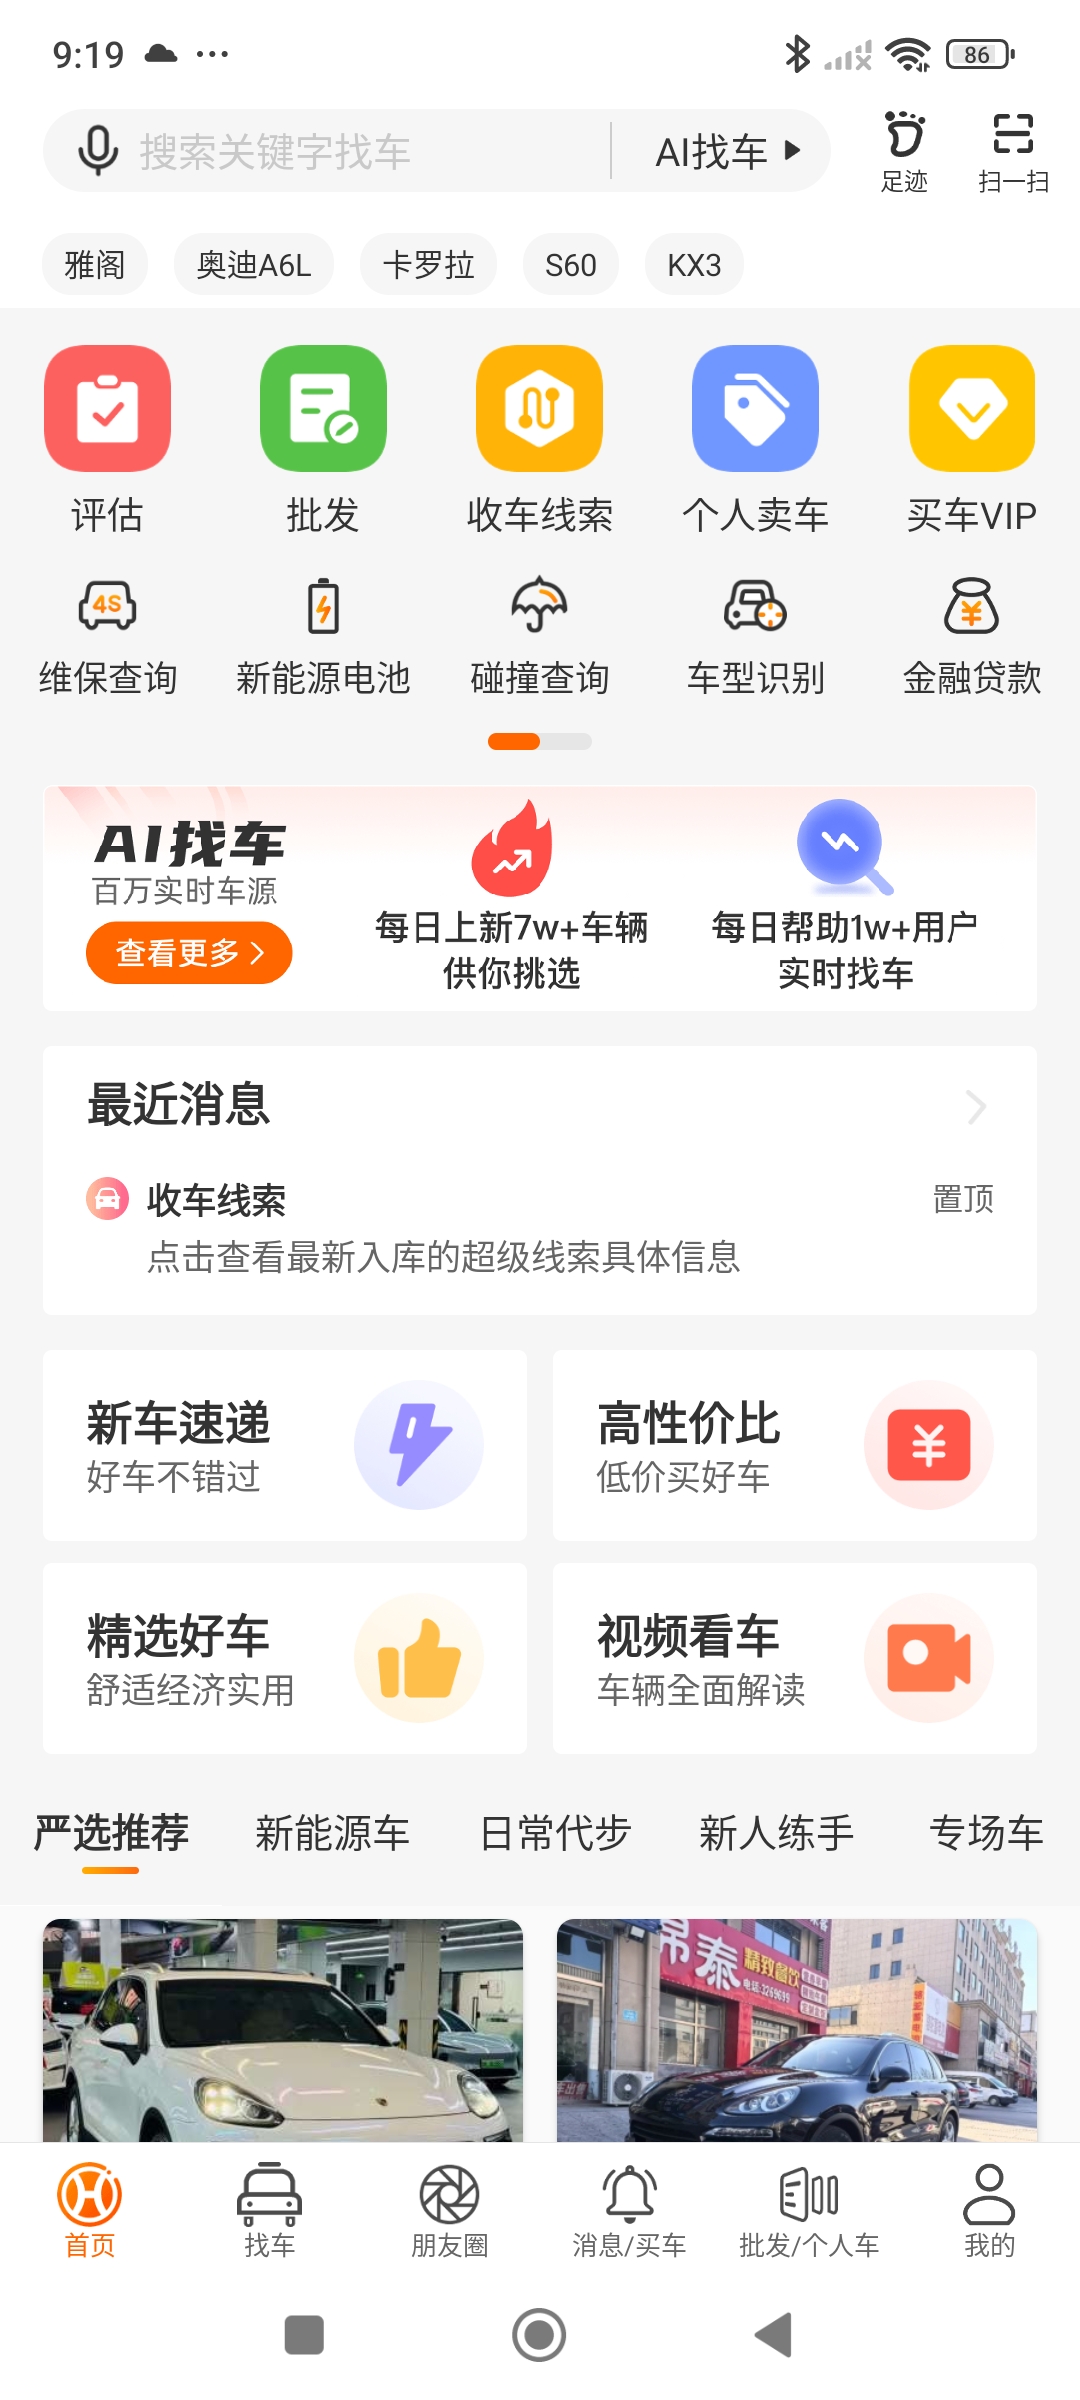 9:19
86
搜索关键字找车
AI找车
足迹
扫一扫
雅阁
奥迪A6L
卡罗拉
S60
KX3
评估
批发
收车线索
个人卖车
买车VIP
4S
维保查询
新能源电池
碰撞查询
车型识别
金融贷款
AI找车
百万实时车源
查看更多
每日上新7w+车辆
供你挑选
每日帮助1w+用户
实时找车
最近消息
收车线索
置顶
点击查看最新入库的超级线索具体信息
新车速递
好车不错过
高性价比
低价买好车
精选好车
舒适经济实用
视频看车
车辆全面解读
严选推荐
新能源车
日常代步
新人练手
专场车
泰
精致餐饮
电话:3269699
首页
找车
朋友圈
消息/买车
批发/个人车
我的